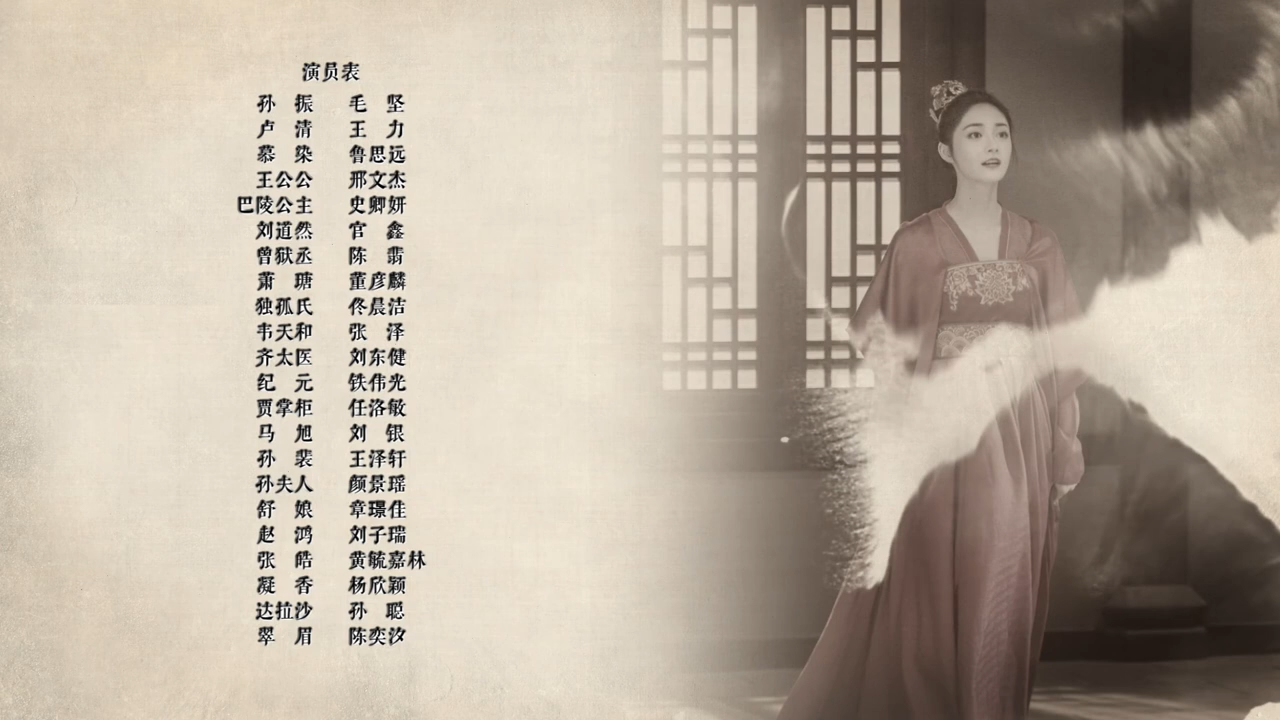 演员表
孙 振 毛 坚
卢 清 王 力
慕 染 鲁思远
王公公 邢文杰
巴陵公主 史卿妍
刘道然 官 鑫
曾狱丞 陈 翡
萧 瑭 董彦麟
独孤氏 佟晨洁
韦天和 张 泽
齐太医 刘东健
纪 元 铁伟光
贾掌柜 任洛敏
马 旭 刘 银
孙 裴 王泽轩
孙夫人 颜景瑶
舒 娘 章璟佳
赵 鸿 刘子瑞
张 皓 黄毓嘉林
凝 香 杨欣颖
达拉沙 孙 聪
翠 眉 陈奕汐